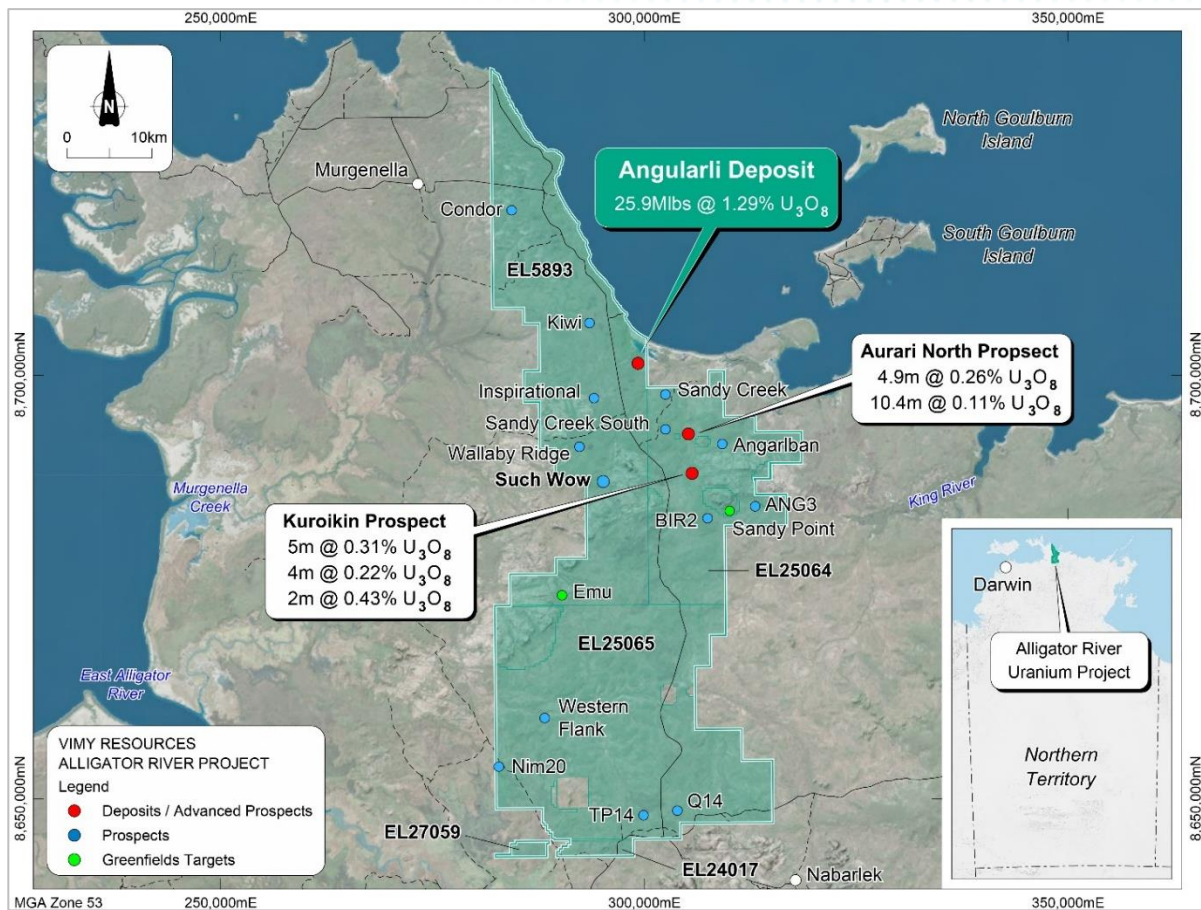 250,000mE
300,000mE
350,000mE
N
0 10km
Murgenella
Condor
EL5893
Kiwi
Angularli Deposit
25.9Mlbs @ 1.29% U₃O₈
North Goulburn
Island
South Goulburn
Island
8,700,000mN
8,700,000mN
Inspirational
Sandy Creek
Sandy Creek South
Wallaby Ridge
Angarlban
Such Wow
Aurari North Propsect
4.9m @ 0.26% U₃O₈
10.4m @ 0.11% U₃O₈
Murgenella
Creek
King River
Kuroikin Prospect
5m @ 0.31% U₃O₈
4m @ 0.22% U₃O₈
2m @ 0.43% U₃O₈
BIR2
ANG3
Sandy Point
EL25064
Emu
EL25065
East Alligator
River
Western
Flank
Nim20
TP14
Q14
EL27059
EL24017
Nabarlek
8,650,000mN
8,650,000mN
VIMY RESOURCES
ALLIGATOR RIVER PROJECT
Legend
Deposits / Advanced Prospects
Prospects
Greenfields Targets
Darwin
Alligator River
Uranium Project
Northern
Territory
MGA Zone 53
250,000mE
300,000mE
350,000mE